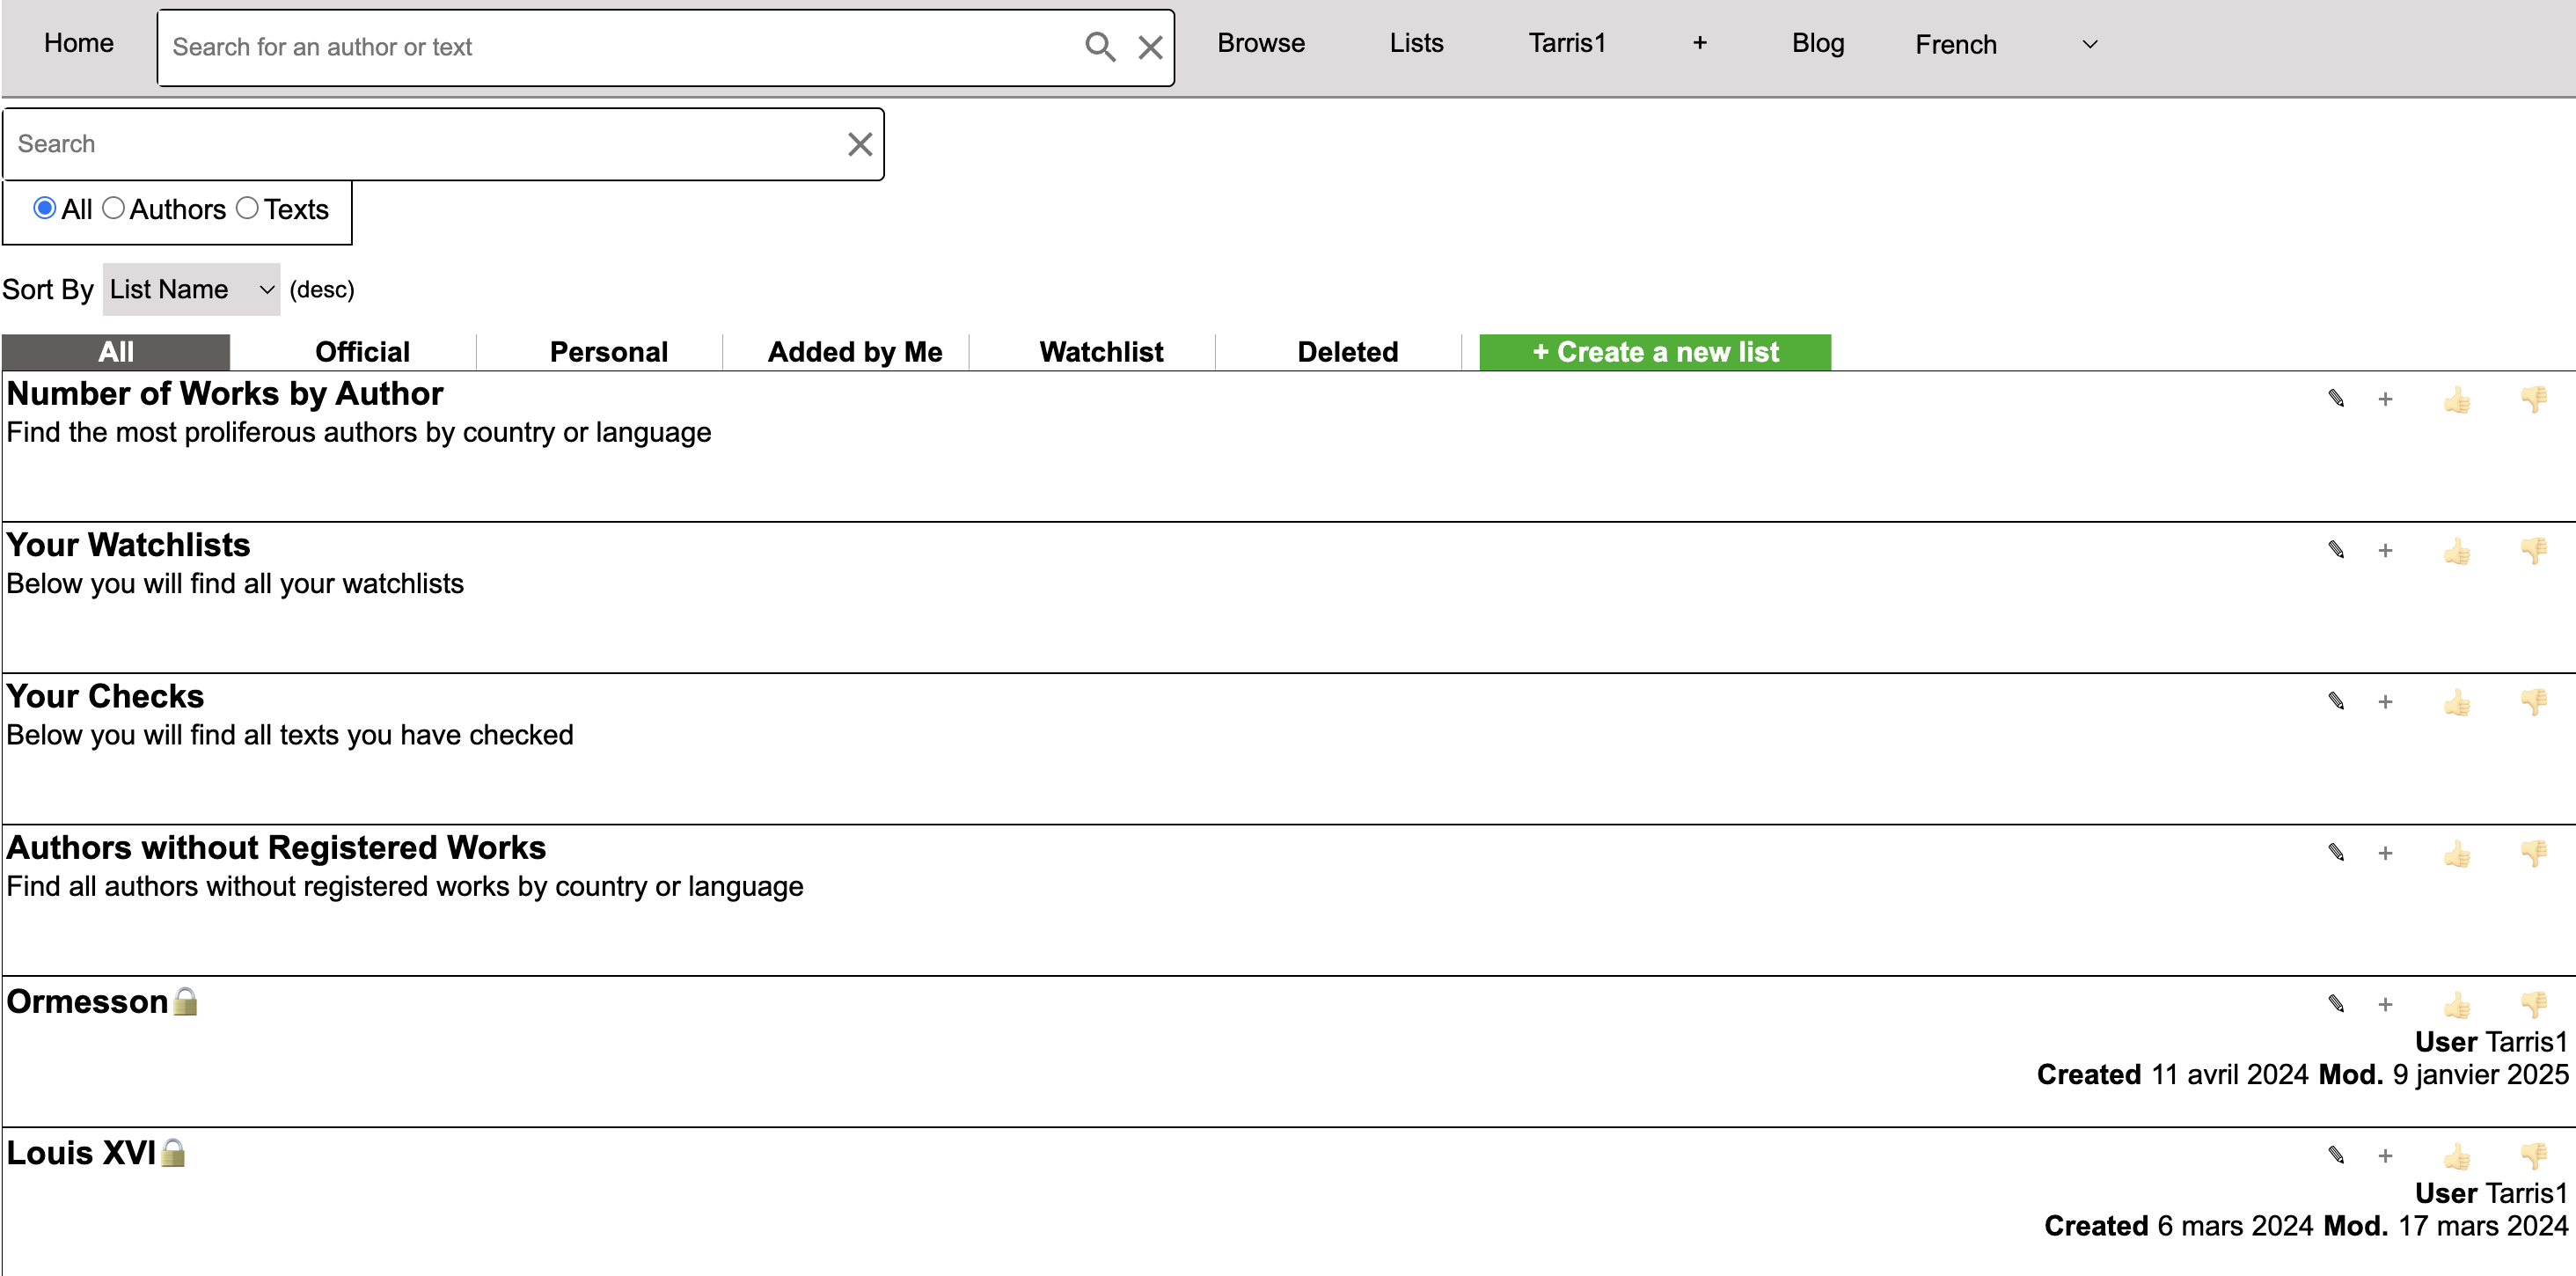 Home Search for an author or text Browse Lists Tarris1 + Blog French
Search
All Authors Texts
Sort By List Name (desc)
All Official Personal Added by Me Watchlist Deleted + Create a new list
Number of Works by Author
Find the most proliferous authors by country or language
Your Watchlists
Below you will find all your watchlists
Your Checks
Below you will find all texts you have checked
Authors without Registered Works
Find all authors without registered works by country or language
Ormesson
User Tarris1
Created 11 avril 2024 Mod. 9 janvier 2025
Louis XVI
User Tarris1
Created 6 mars 2024 Mod. 17 mars 2024